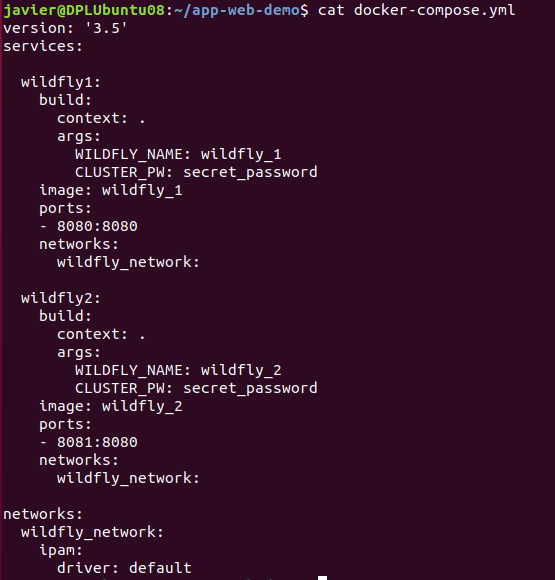 javier@DPLUbuntu08:~/app-web-demo$ cat docker-compose.yml
version: '3.5'
services:

  wildfly1:
    build:
      context: .
      args:
        WILDFLY_NAME: wildfly_1
        CLUSTER_PW: secret_password
    image: wildfly_1
    ports:
    - 8080:8080
    networks:
      wildfly_network:

  wildfly2:
    build:
      context: .
      args:
        WILDFLY_NAME: wildfly_2
        CLUSTER_PW: secret_password
    image: wildfly_2
    ports:
    - 8081:8080
    networks:
      wildfly_network:

networks:
  wildfly_network:
    ipam:
      driver: default